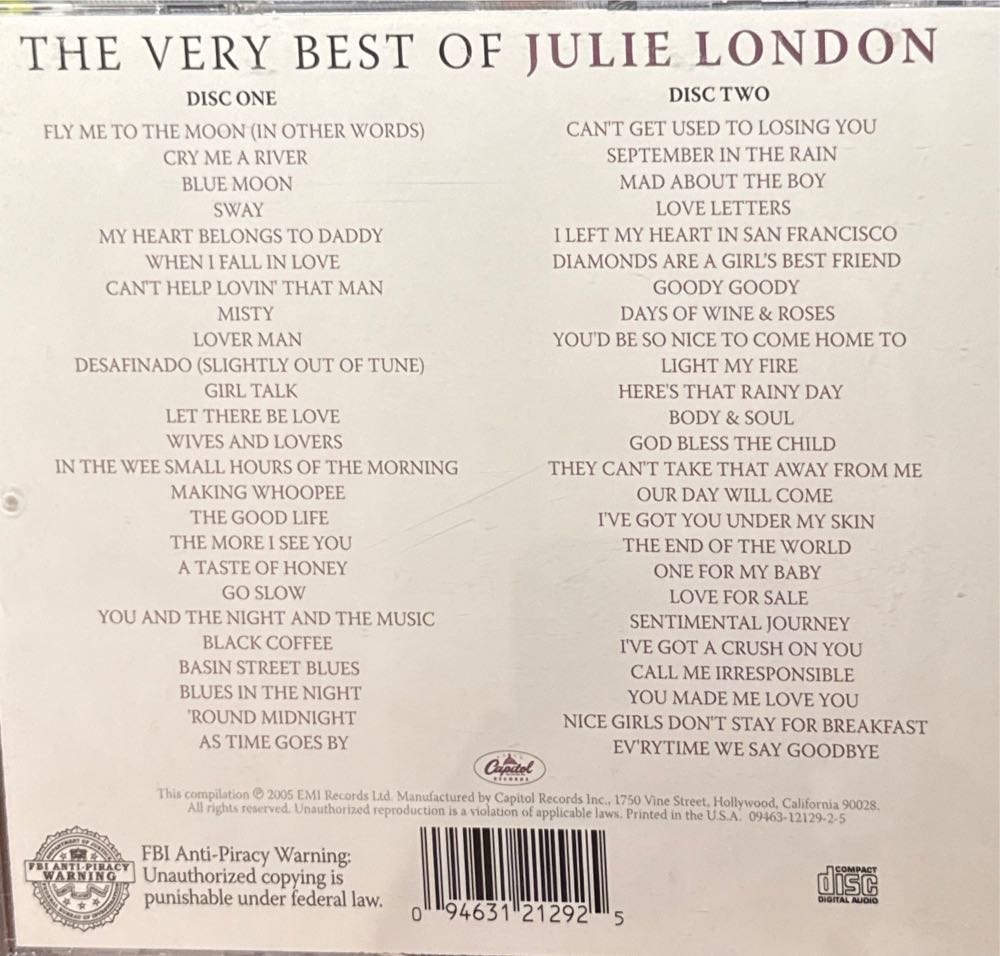 THE VERY BEST OF JULIE LONDON
DISC ONE
FLY ME TO THE MOON (IN OTHER WORDS)
CRY ME A RIVER
BLUE MOON
SWAY
MY HEART BELONGS TO DADDY
WHEN I FALL IN LOVE
CAN'T HELP LOVIN' THAT MAN
MISTY
LOVER MAN
DESAFINADO (SLIGHTLY OUT OF TUNE)
GIRL TALK
LET THERE BE LOVE
WIVES AND LOVERS
IN THE WEE SMALL HOURS OF THE MORNING
MAKING WHOOPEE
THE GOOD LIFE
THE MORE I SEE YOU
A TASTE OF HONEY
GO SLOW
YOU AND THE NIGHT AND THE MUSIC
BLACK COFFEE
BASIN STREET BLUES
BLUES IN THE NIGHT
'ROUND MIDNIGHT
AS TIME GOES BY
DISC TWO
CAN'T GET USED TO LOSING YOU
SEPTEMBER IN THE RAIN
MAD ABOUT THE BOY
LOVE LETTERS
I LEFT MY HEART IN SAN FRANCISCO
DIAMONDS ARE A GIRL'S BEST FRIEND
GOODY GOODY
DAYS OF WINE & ROSES
YOU'D BE SO NICE TO COME HOME TO
LIGHT MY FIRE
HERE'S THAT RAINY DAY
BODY & SOUL
GOD BLESS THE CHILD
THEY CAN'T TAKE THAT AWAY FROM ME
OUR DAY WILL COME
I'VE GOT YOU UNDER MY SKIN
THE END OF THE WORLD
ONE FOR MY BABY
LOVE FOR SALE
SENTIMENTAL JOURNEY
I'VE GOT A CRUSH ON YOU
CALL ME IRRESPONSIBLE
YOU MADE ME LOVE YOU
NICE GIRLS DON'T STAY FOR BREAKFAST
EV'RYTIME WE SAY GOODBYE
Capitol
RECORDS
This compilation ℗ 2005 EMI Records Ltd. Manufactured by Capitol Records Inc., 1750 Vine Street, Hollywood, California 90028.
All rights reserved. Unauthorized reproduction is a violation of applicable laws. Printed in the U.S.A. 09463-12129-2-5
DEPARTMENT OF JUSTICE
FBI ANTI-PIRACY
WARNING
FEDERAL BUREAU OF INVESTIGATION
FBI Anti-Piracy Warning:
Unauthorized copying is
punishable under federal law.
0 94631 21292 5
COMPACT
disc
DIGITAL AUDIO